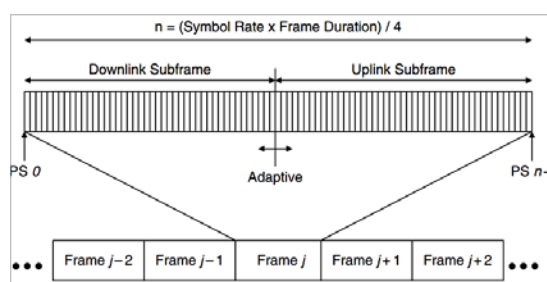 n = (Symbol Rate x Frame Duration) / 4
Downlink Subframe Uplink Subframe
PS 0 Adaptive PS n-
••• Frame j-2 Frame j-1 Frame j Frame j+1 Frame j+2 •••